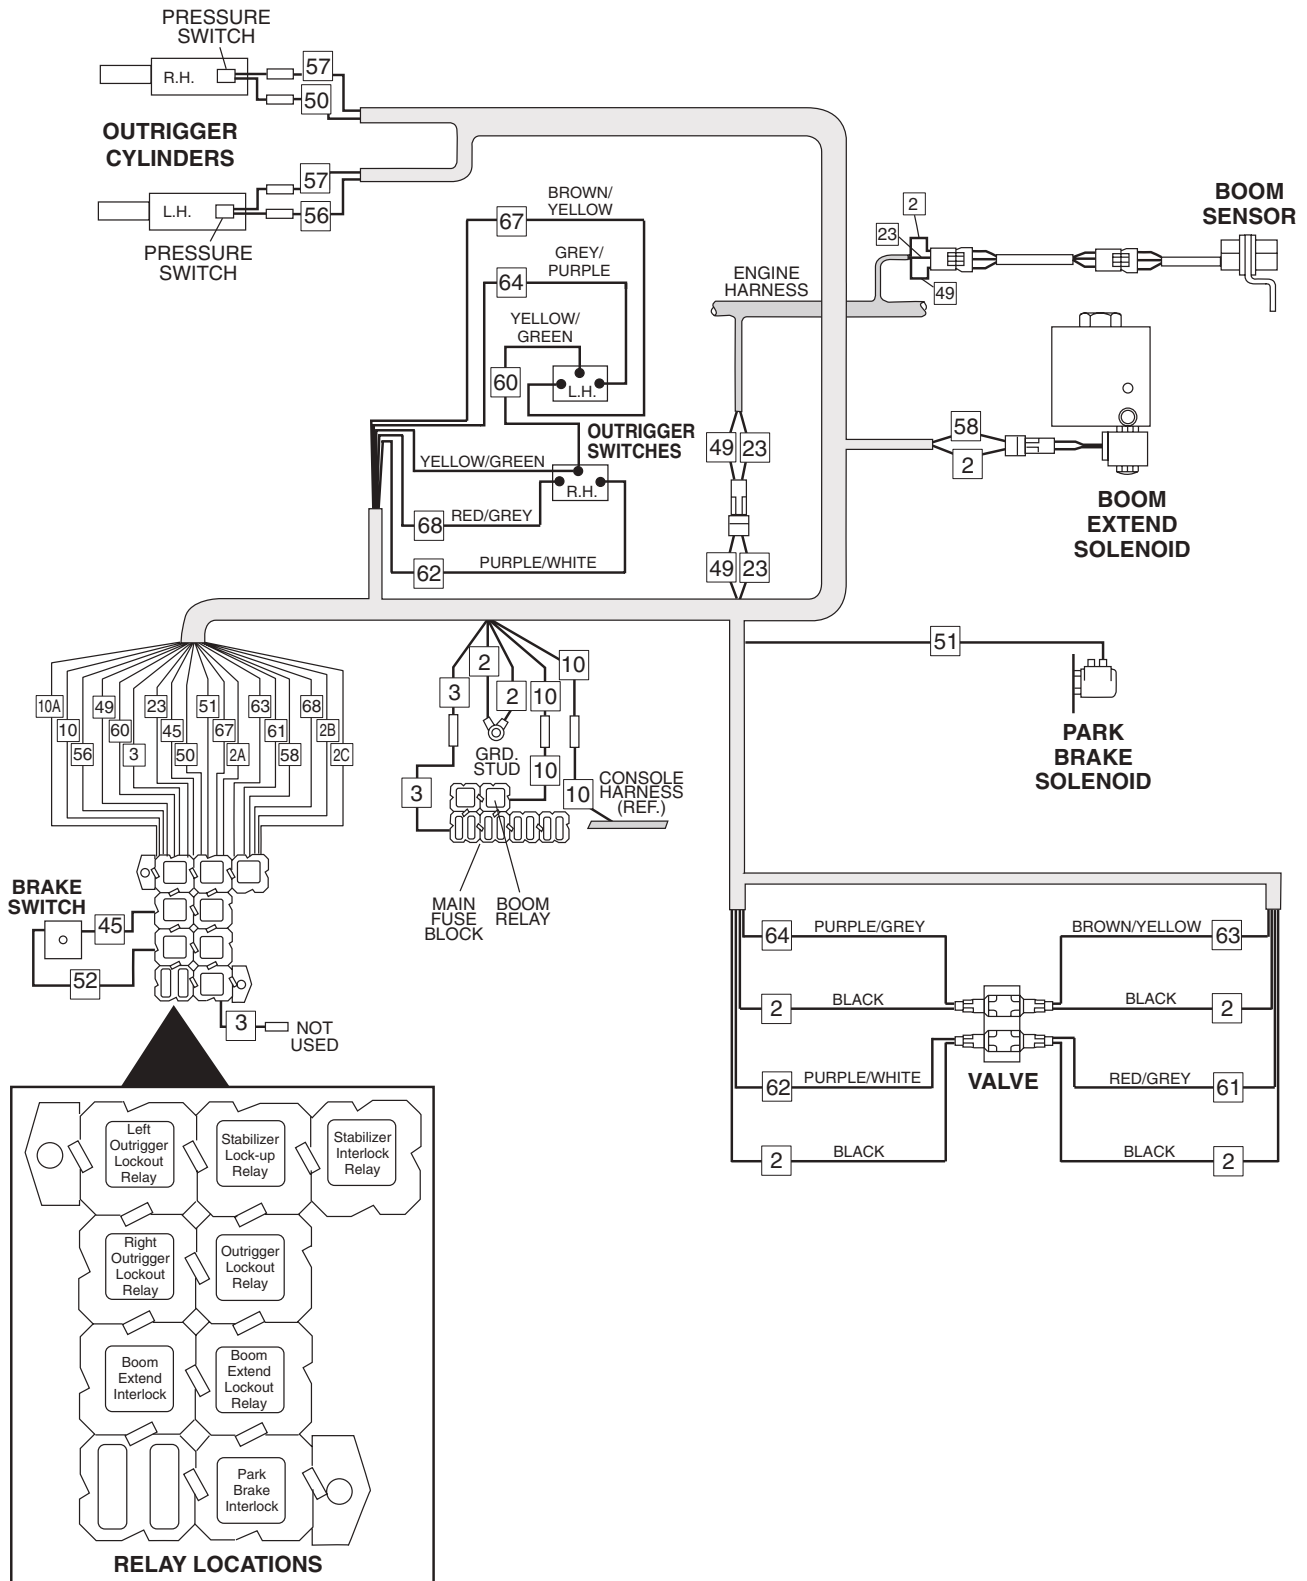 PRESSURE
SWITCH
R.H.
57
50
OUTRIGGER
CYLINDERS
57
L.H.
56
PRESSURE
SWITCH
BROWN/
YELLOW
67
GREY/
PURPLE
64
YELLOW/
GREEN
60
L.H.
OUTRIGGER
SWITCHES
YELLOW/GREEN
R.H.
68
RED/GREY
62
PURPLE/WHITE
ENGINE
HARNESS
2
23
49
BOOM
SENSOR
49
23
49
23
58
2
BOOM
EXTEND
SOLENOID
51
PARK
BRAKE
SOLENOID
10A
10
56
49
60
3
23
45
50
51
67
2A
63
61
58
68
2B
2C
3
2
2
10
10
GRD.
STUD
3
10
10
CONSOLE
HARNESS
(REF.)
MAIN
FUSE
BLOCK
BOOM
RELAY
BRAKE
SWITCH
45
52
3
NOT
USED
64
PURPLE/GREY
BROWN/YELLOW
63
2
BLACK
BLACK
2
62
PURPLE/WHITE
VALVE
RED/GREY
61
2
BLACK
BLACK
2
Left
Outrigger
Lockout
Relay
Stabilizer
Lock-up
Relay
Stabilizer
Interlock
Relay
Right
Outrigger
Lockout
Relay
Outrigger
Lockout
Relay
Boom
Extend
Interlock
Boom
Extend
Lockout
Relay
Park
Brake
Interlock
RELAY LOCATIONS